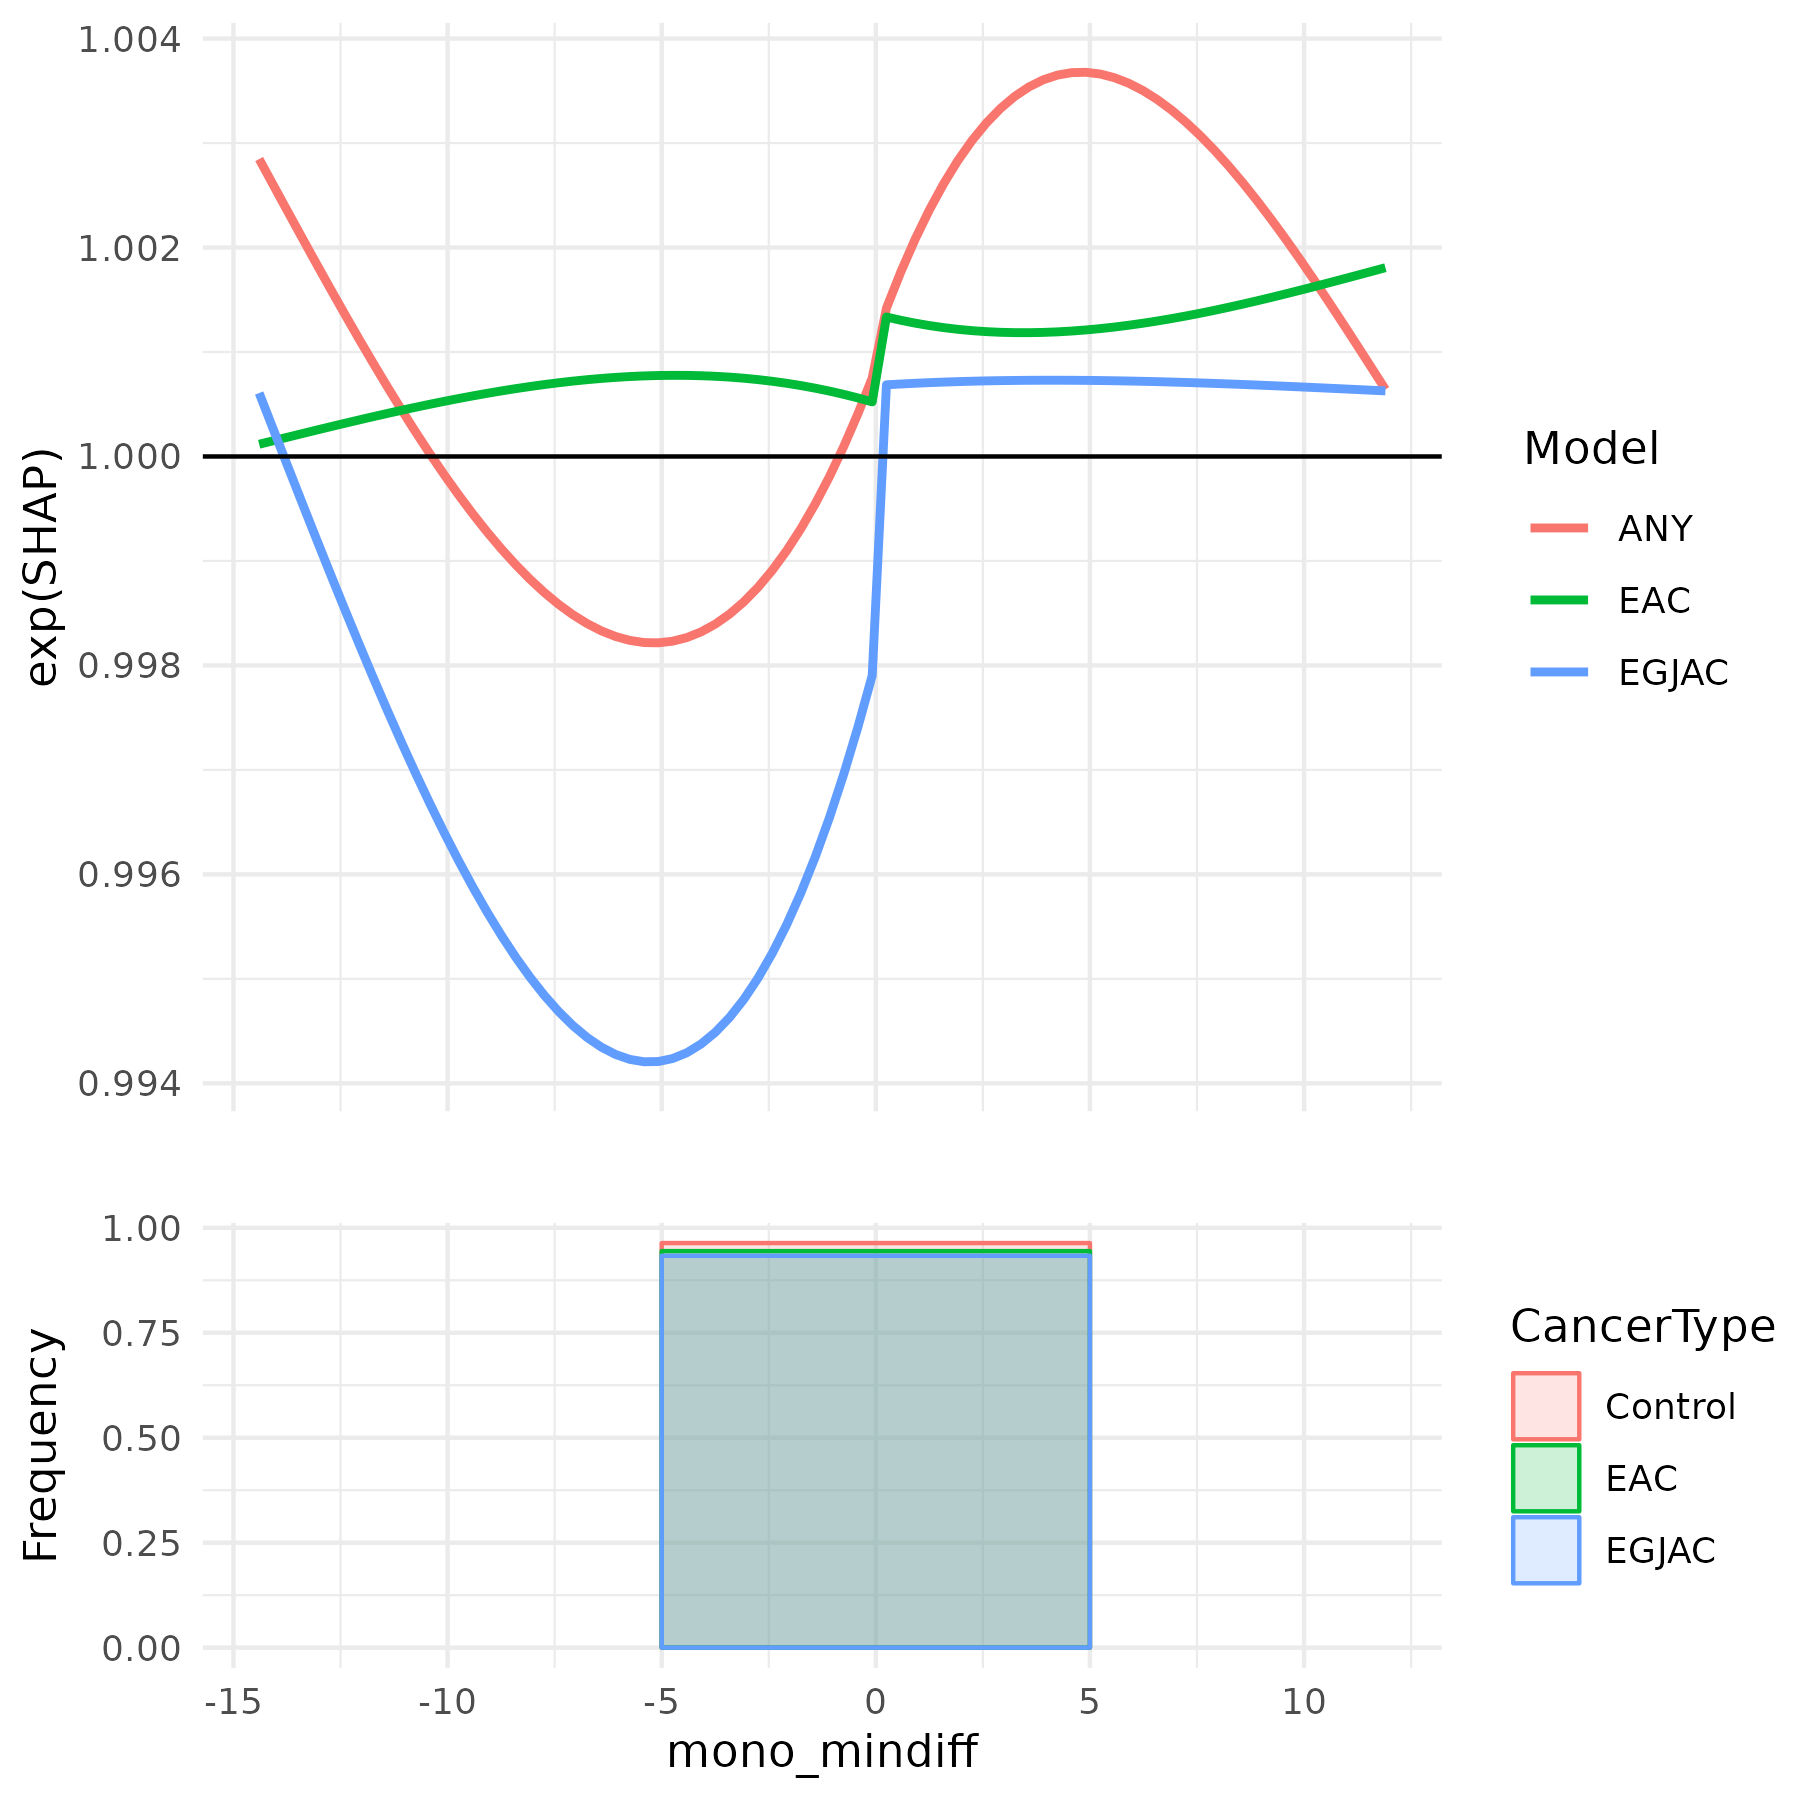 1.004
1.002
1.000
0.998
0.996
0.994
exp(SHAP)
Model
ANY
EAC
EGJAC
1.00
0.75
0.50
0.25
0.00
Frequency
-15 -10 -5 0 5 10
mono_mindiff
CancerType
Control
EAC
EGJAC